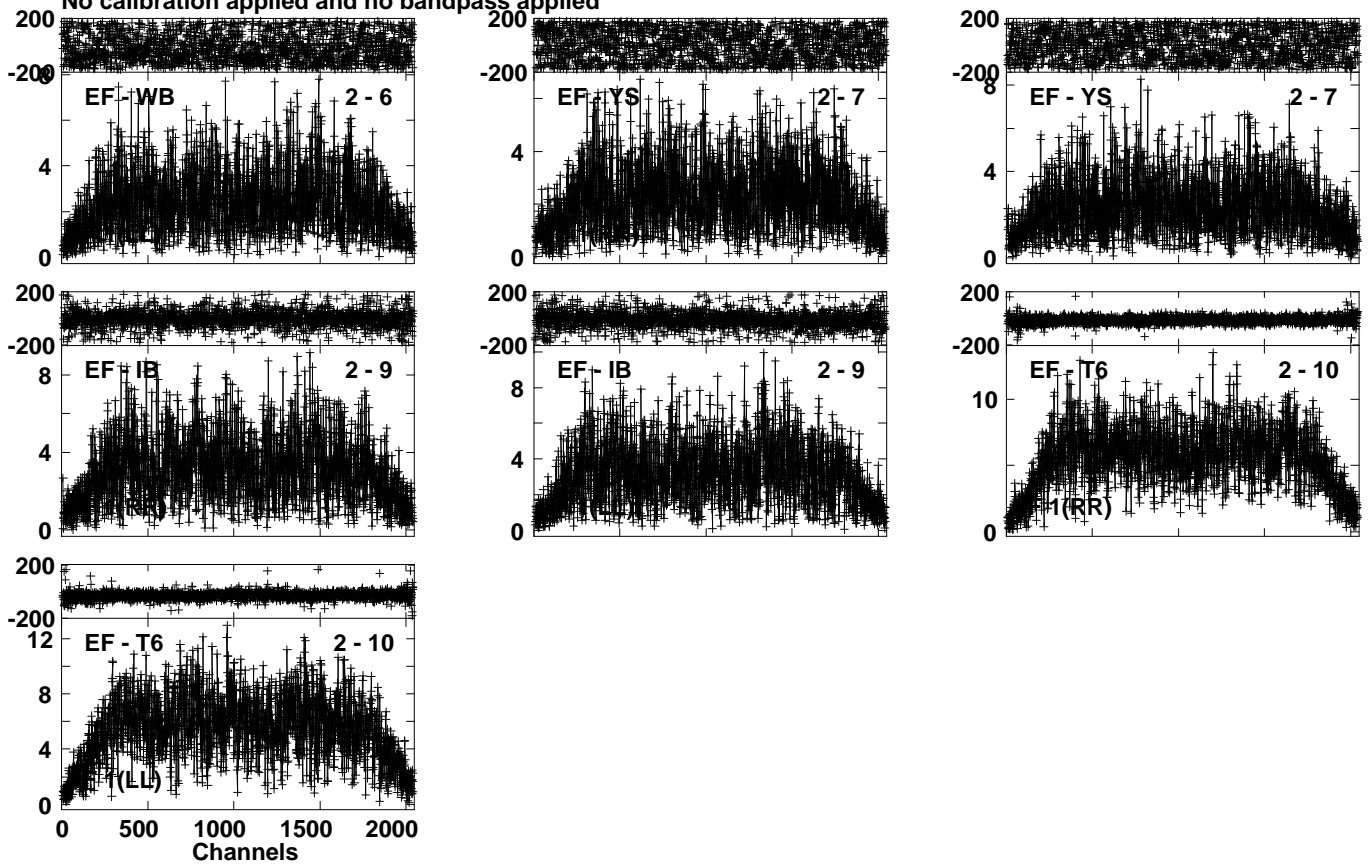 No calibration applied and no bandpass applied
200
-200
EF - WB 2 - 6
4
0
200
-200
EF - YS 2 - 7
4
0
200
-200
8
EF - YS 2 - 7
4
0
200
-200
8
EF - IB 2 - 9
4
(RR)
0
200
-200
8
EF - IB 2 - 9
4
0
200
-200
EF - T6 2 - 10
10
1(RR)
0
200
-200
12
EF - T6 2 - 10
8
4
1(LL)
0
0 500 1000 1500 2000
Channels